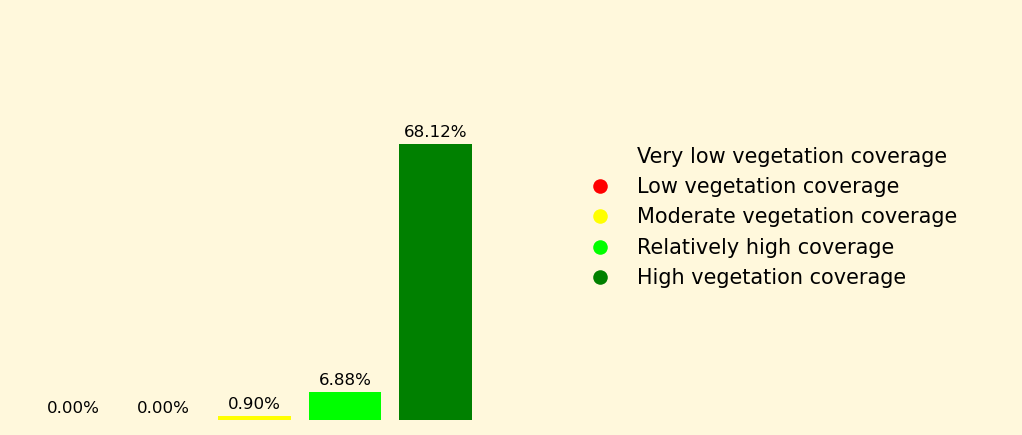 68.12%
6.88%
0.90%
0.00%
0.00%
Very low vegetation coverage
Low vegetation coverage
Moderate vegetation coverage
Relatively high coverage
High vegetation coverage